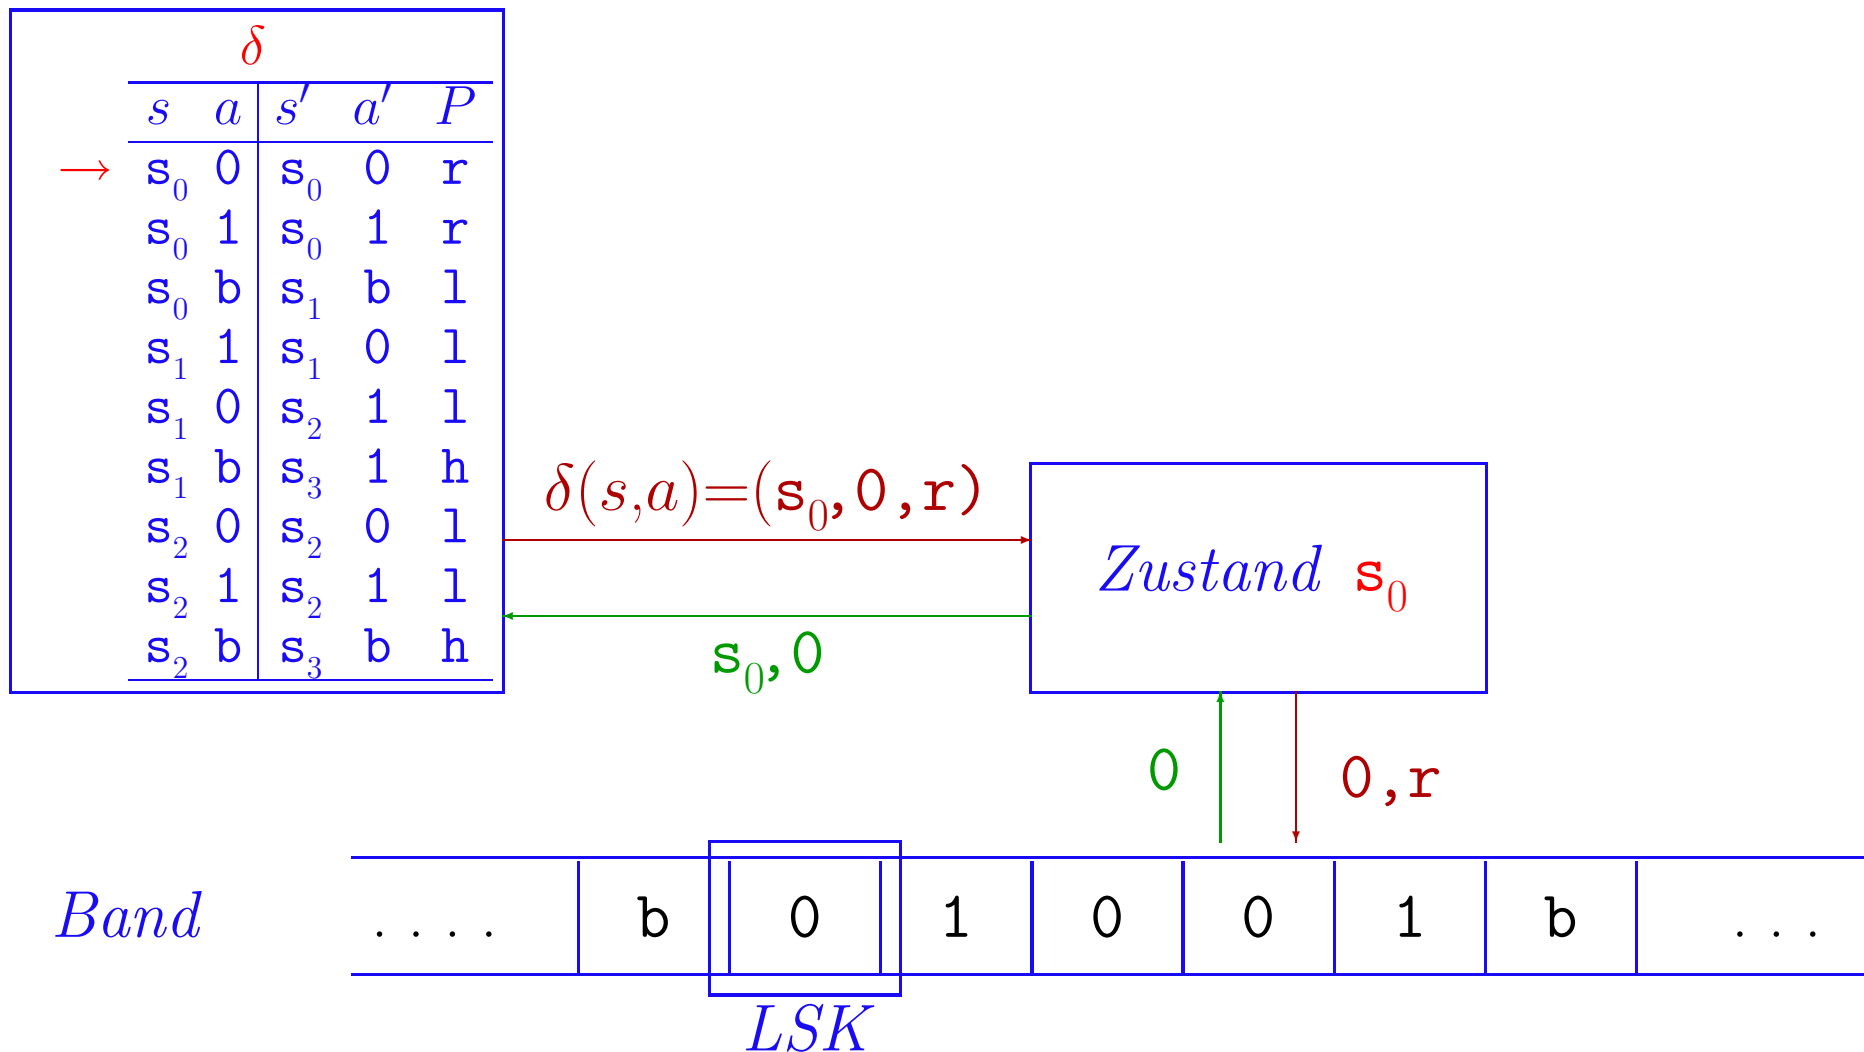 δ
s a s′ a′ P
→ s₀ 0 s₀ 0 r
s₀ 1 s₀ 1 r
s₀ b s₁ b l
s₁ 1 s₁ 0 l
s₁ 0 s₂ 1 l
s₁ b s₃ 1 h
s₂ 0 s₂ 0 l
s₂ 1 s₂ 1 l
s₂ b s₃ b h
δ(s,a)=(s₀,0,r)
s₀,0
Zustand s₀
0
0,r
Band . . . . b 0 1 0 0 1 b . . .
LSK